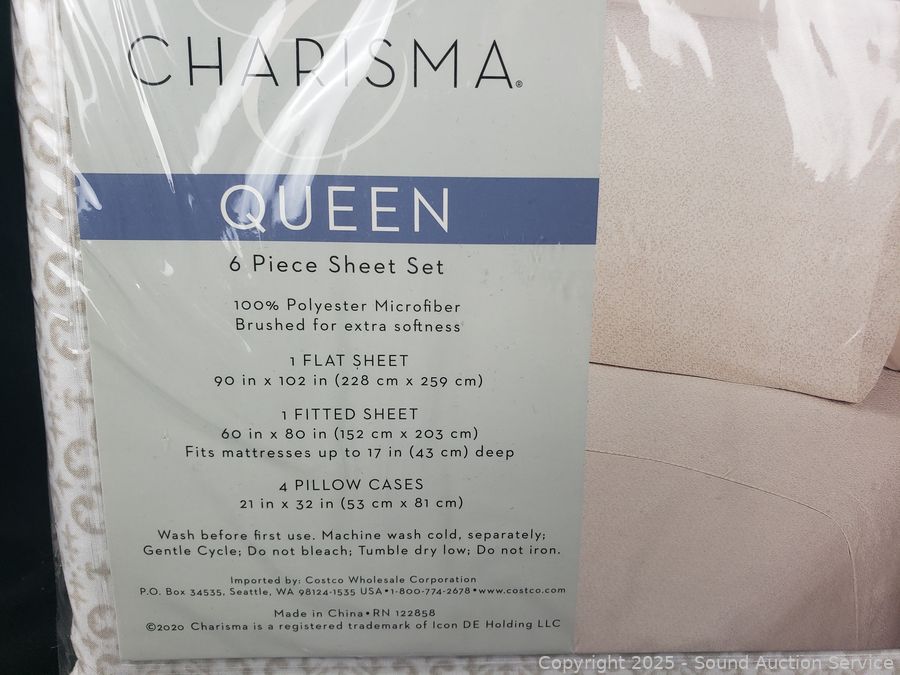 CHARISMA®
QUEEN
6 Piece Sheet Set
100% Polyester Microfiber
Brushed for extra softness
1 FLAT SHEET
90 in x 102 in (228 cm x 259 cm)
1 FITTED SHEET
60 in x 80 in (152 cm x 203 cm)
Fits mattresses up to 17 in (43 cm) deep
4 PILLOW CASES
21 in x 32 in (53 cm x 81 cm)
Wash before first use. Machine wash cold, separately;
Gentle Cycle; Do not bleach; Tumble dry low; Do not iron.
Imported by: Costco Wholesale Corporation
P.O. Box 34535, Seattle, WA 98124-1535 USA•1-800-774-2678•www.costco.com
Made in China•RN 122858
©2020 Charisma is a registered trademark of Icon DE Holding LLC
Copyright 2025 - Sound Auction Service